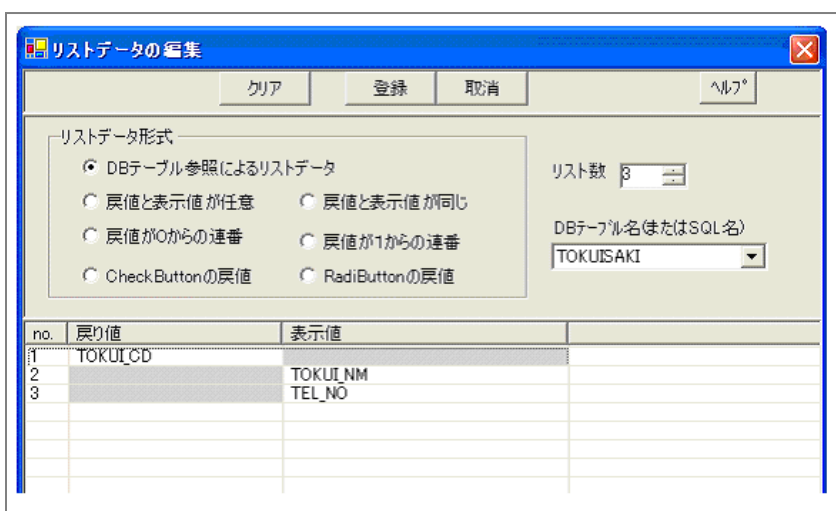 リストデータの編集
クリア 登録 取消 ヘルプ
リストデータ形式
DBテーブル参照によるリストデータ
戻値と表示値が任意 戻値と表示値が同じ
戻値が0からの連番 戻値が1からの連番
CheckButtonの戻値 RadiButtonの戻値
リスト数 3
DBテーブル名(またはSQL名)
TOKUISAKI
no. 戻り値 表示値
1 TOKUI_CD
2 TOKUI_NM
3 TEL_NO